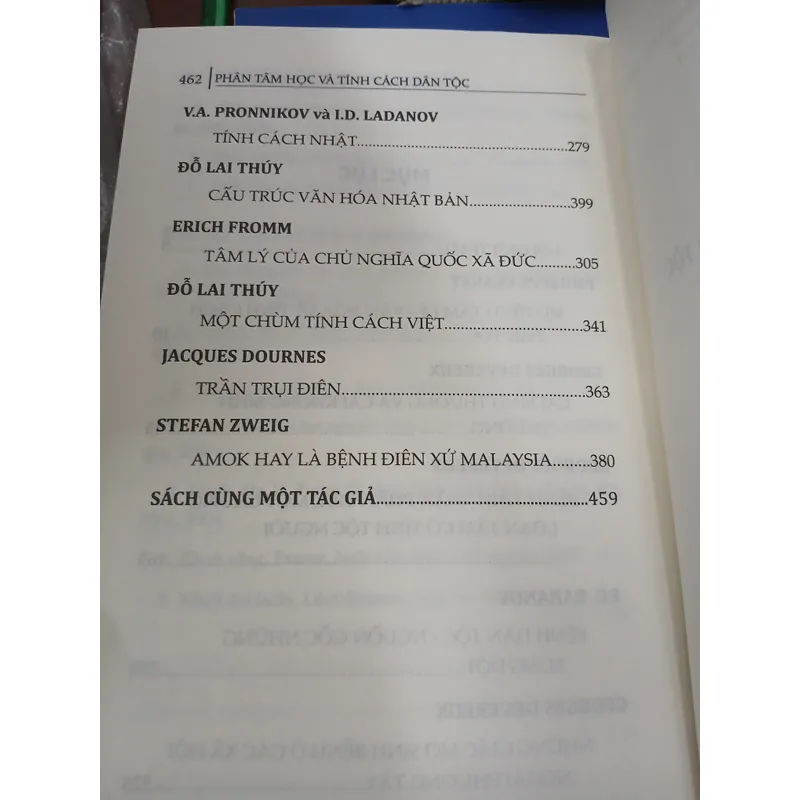 462 PHÂN TÂM HỌC VÀ TÍNH CÁCH DÂN TỘC
V.A. PRONNIKOV và I.D. LADANOV
TÍNH CÁCH NHẬT..................................................279
ĐỖ LAI THÚY
CẤU TRÚC VĂN HÓA NHẬT BẢN.....................399
ERICH FROMM
TÂM LÝ CỦA CHỦ NGHĨA QUỐC XÃ ĐỨC.........305
ĐỖ LAI THÚY
MỘT CHÙM TÍNH CÁCH VIỆT............................341
JACQUES DOURNES
TRẦN TRỤI ĐIÊN...................................................363
STEFAN ZWEIG
AMOK HAY LÀ BỆNH ĐIÊN XỨ MALAYSIA.........380
SÁCH CÙNG MỘT TÁC GIẢ................................................459